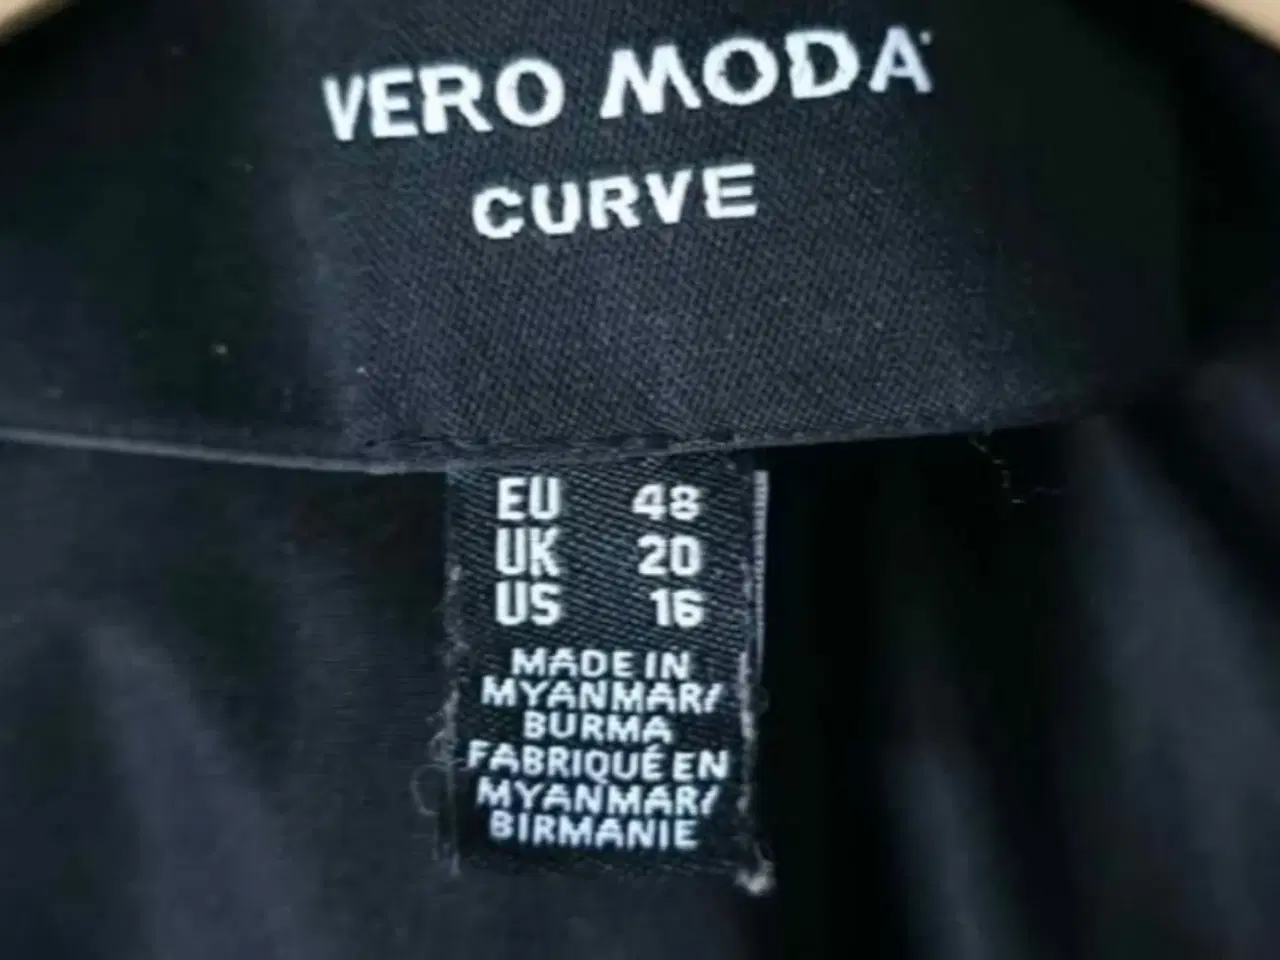 VERO MODA
CURVE
EU 48
UK 20
US 16
MADE IN
MYANMAR/
BURMA
FABRIQUÉ EN
MYANMAR/
BIRMANIE